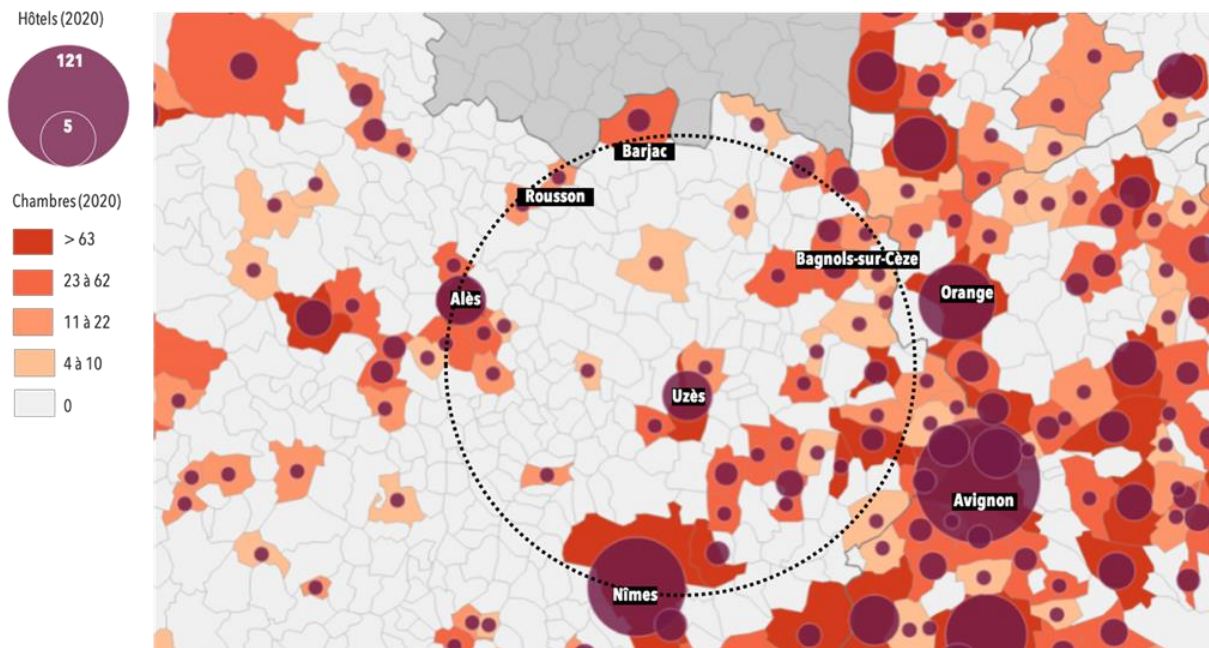 Hôtels (2020)
121
5
Chambres (2020)
> 63
23 à 62
11 à 22
4 à 10
0
Barjac
Rousson
Bagnols-sur-Cèze
Alès
Orange
Uzès
Avignon
Nîmes